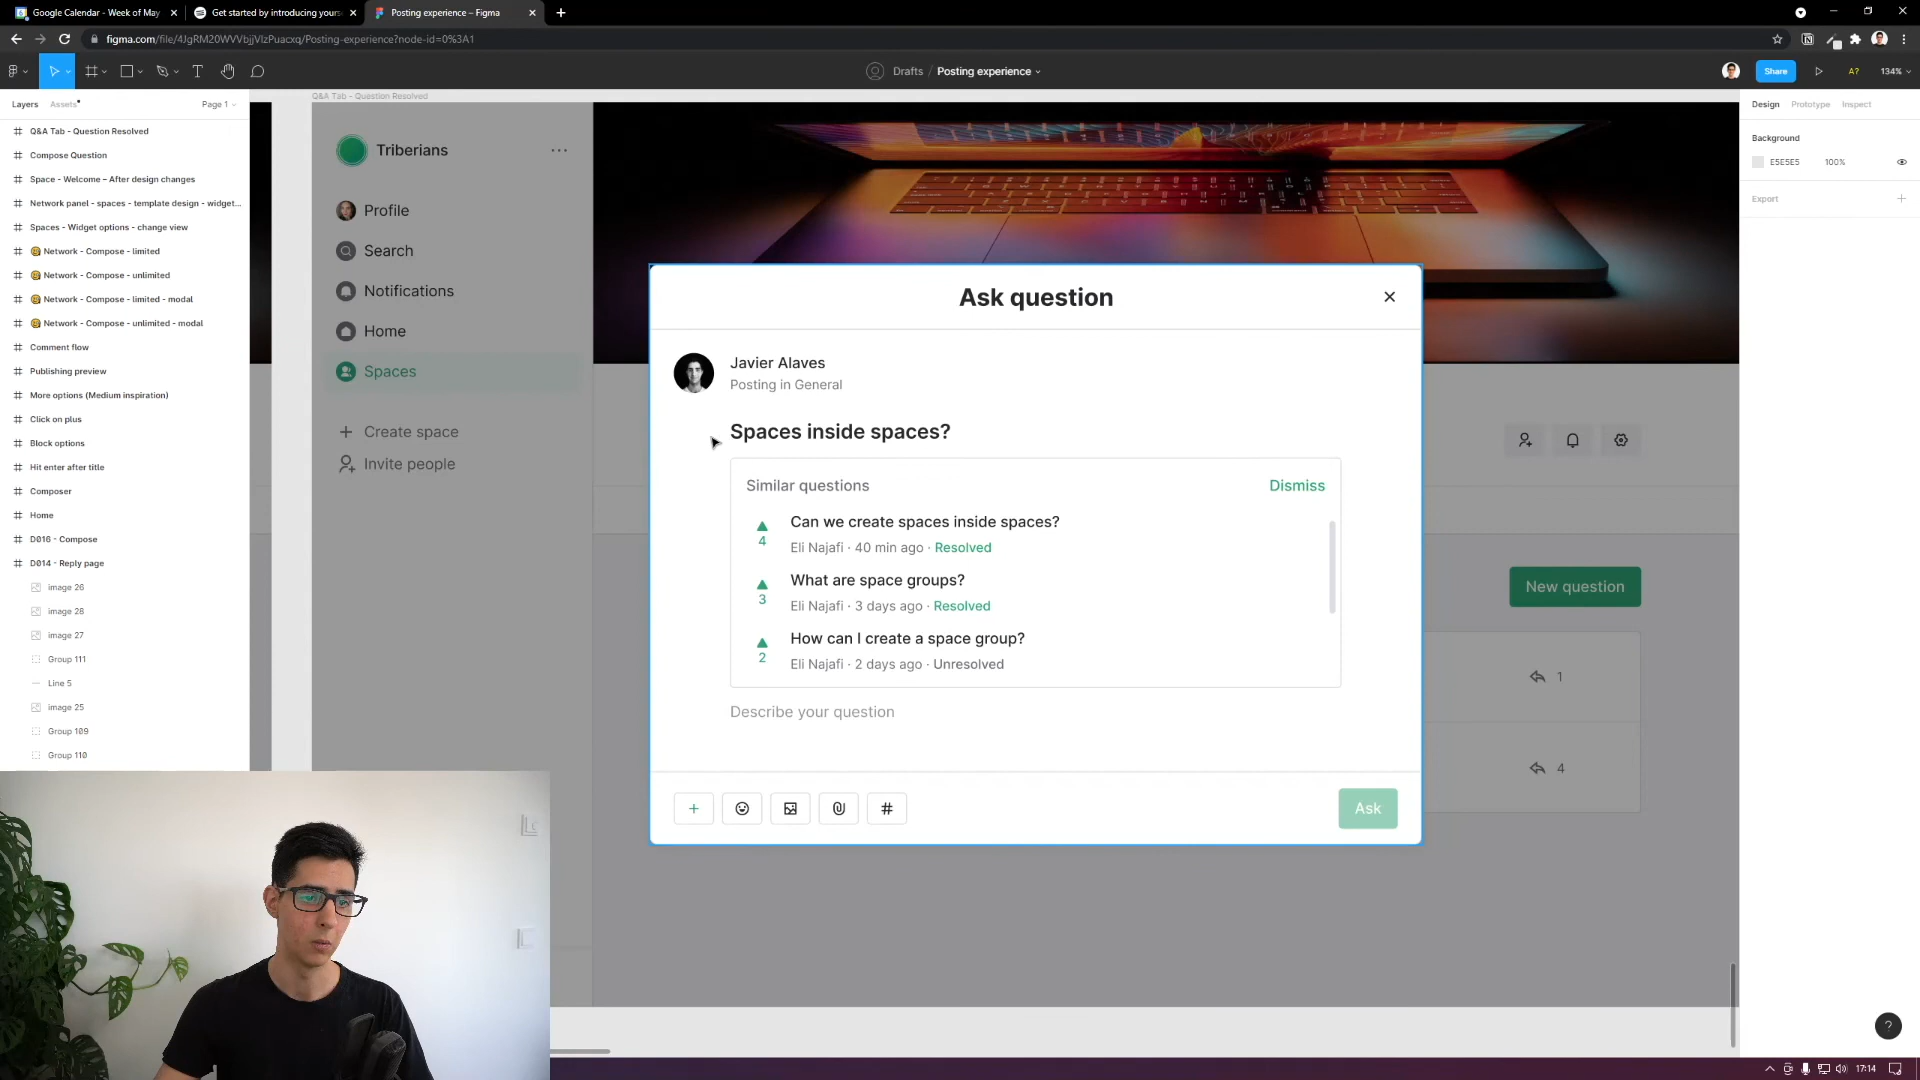 Google Calendar - Week of May
Get started by introducing yours
Posting experience – Figma
figma.com/file/4JgRM20WVVbjjVIzPuacxq/Posting-experience?node-id=0%3A1
Drafts / Posting experience
Share
A?
134%
Layers
Assets
Page 1
Q&A Tab - Question Resolved
Compose Question
Space - Welcome – After design changes
Network panel - spaces - template design - widget...
Spaces - Widget options - change view
Network - Compose - limited
Network - Compose - unlimited
Network - Compose - limited - modal
Network - Compose - unlimited - modal
Comment flow
Publishing preview
More options (Medium inspiration)
Click on plus
Block options
Hit enter after title
Composer
Home
D016 - Compose
D014 - Reply page
image 26
image 28
image 27
Group 111
Line 5
image 25
Group 109
Group 110
Q&A Tab - Question Resolved
Triberians
Profile
Search
Notifications
Home
Spaces
Create space
Invite people
Ask question
Javier Alaves
Posting in General
Spaces inside spaces?
Similar questions
Dismiss
4
Can we create spaces inside spaces?
Eli Najafi · 40 min ago · Resolved
3
What are space groups?
Eli Najafi · 3 days ago · Resolved
2
How can I create a space group?
Eli Najafi · 2 days ago · Unresolved
Describe your question
Ask
New question
1
4
Design
Prototype
Inspect
Background
E5E5E5
100%
Export
?
17:14